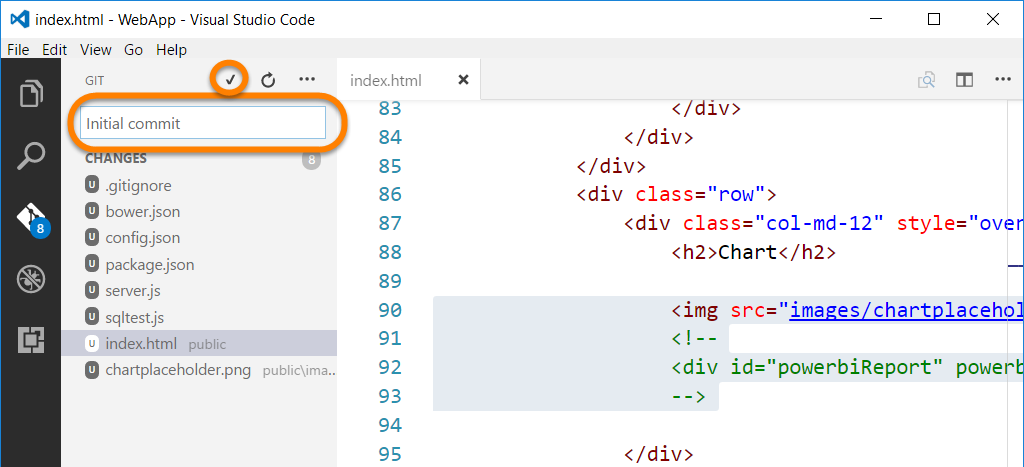 index.html - WebApp - Visual Studio Code
File Edit View Go Help
GIT
Initial commit
CHANGES 8
U .gitignore
U bower.json
U config.json
U package.json
U server.js
U sqltest.js
U index.html public
U chartplaceholder.png public\ima...
8
index.html
83 </div>
84 </div>
85 </div>
86 <div class="row">
87 <div class="col-md-12" style="over
88 <h2>Chart</h2>
89
90 <img src="images/chartplacehol
91 <!--
92 <div id="powerbiReport" powerb
93 -->
94
95 </div>